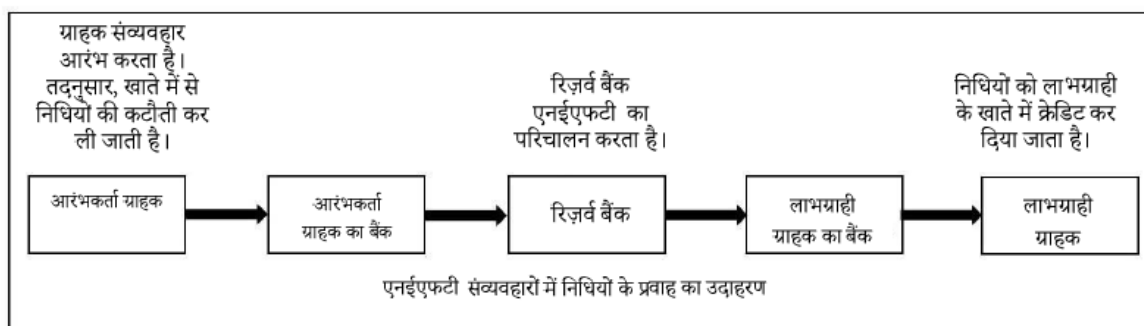 ग्राहक संव्यवहार
आरंभ करता है।
तदनुसार, खाते में से
निधियों की कटौती कर
ली जाती है।
रिज़र्व बैंक
एनईएफटी का
परिचालन करता है।
निधियों को लाभग्राही
के खाते में क्रेडिट कर
दिया जाता है।
आरंभकर्ता ग्राहक
आरंभकर्ता
ग्राहक का बैंक
रिज़र्व बैंक
लाभग्राही
ग्राहक का बैंक
लाभग्राही
ग्राहक
एनईएफटी संव्यवहारों में निधियों के प्रवाह का उदाहरण